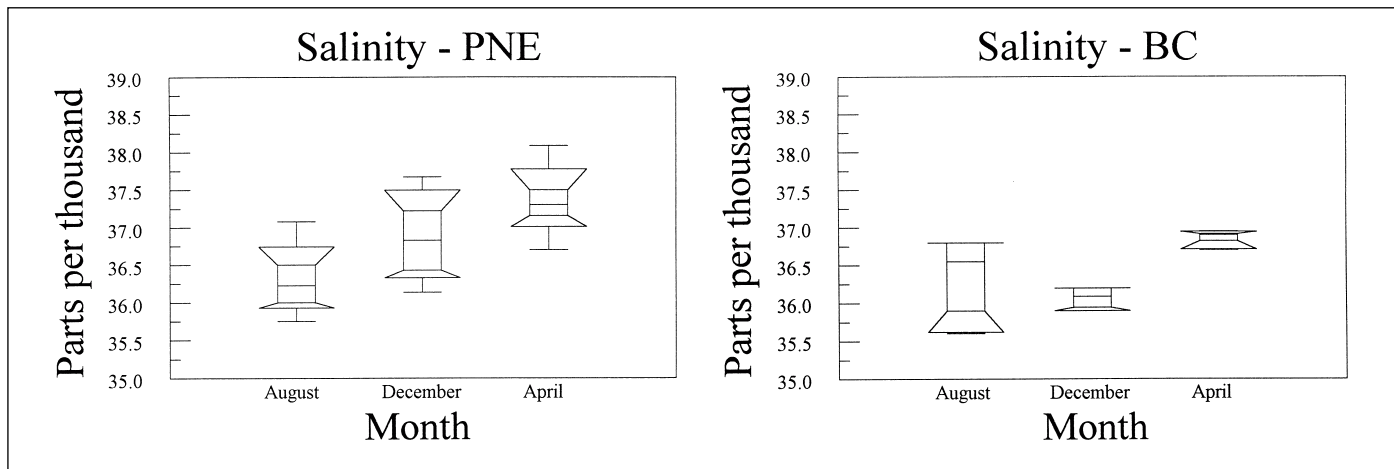 Salinity - PNE
Parts per thousand
39.0
38.5
38.0
37.5
37.0
36.5
36.0
35.5
35.0
August December April
Month
Salinity - BC
Parts per thousand
39.0
38.5
38.0
37.5
37.0
36.5
36.0
35.5
35.0
August December April
Month